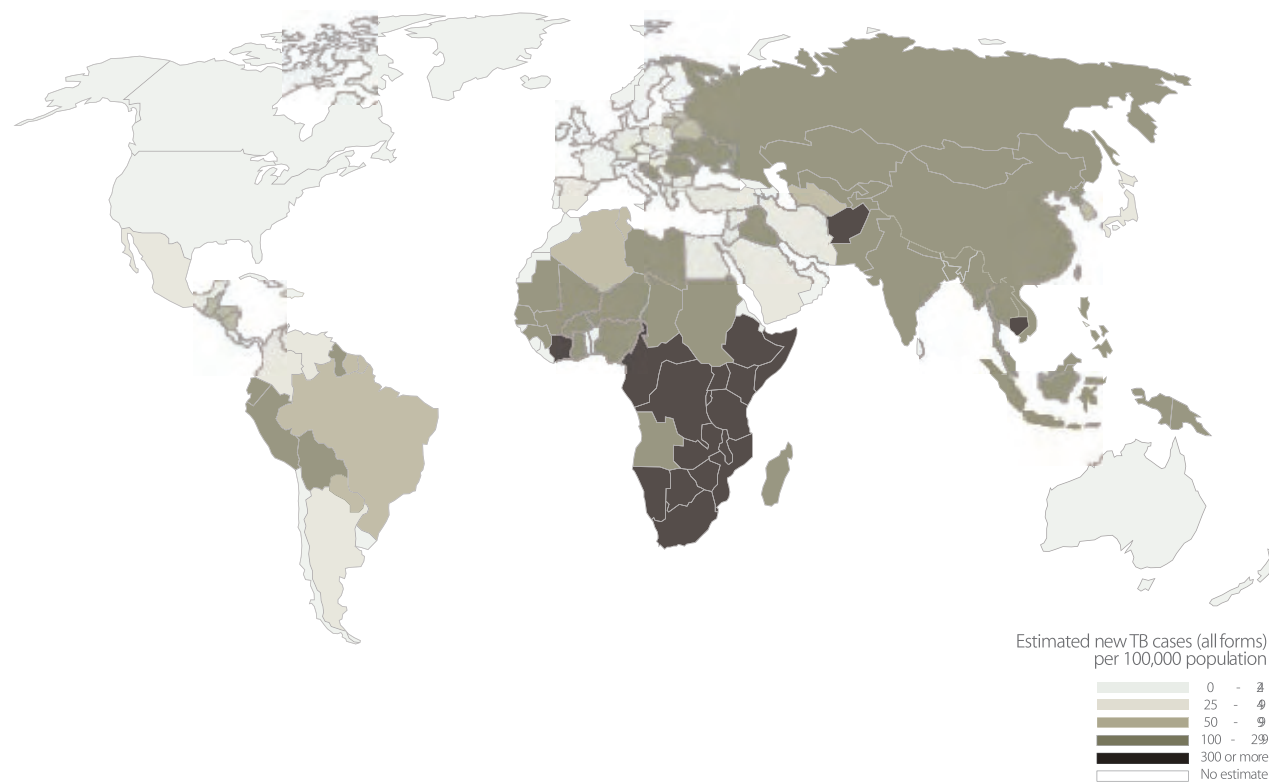 Estimated new TB cases (all forms)
per 100,000 population
0 - 24
25 - 49
50 - 99
100 - 299
300 or more
No estimate